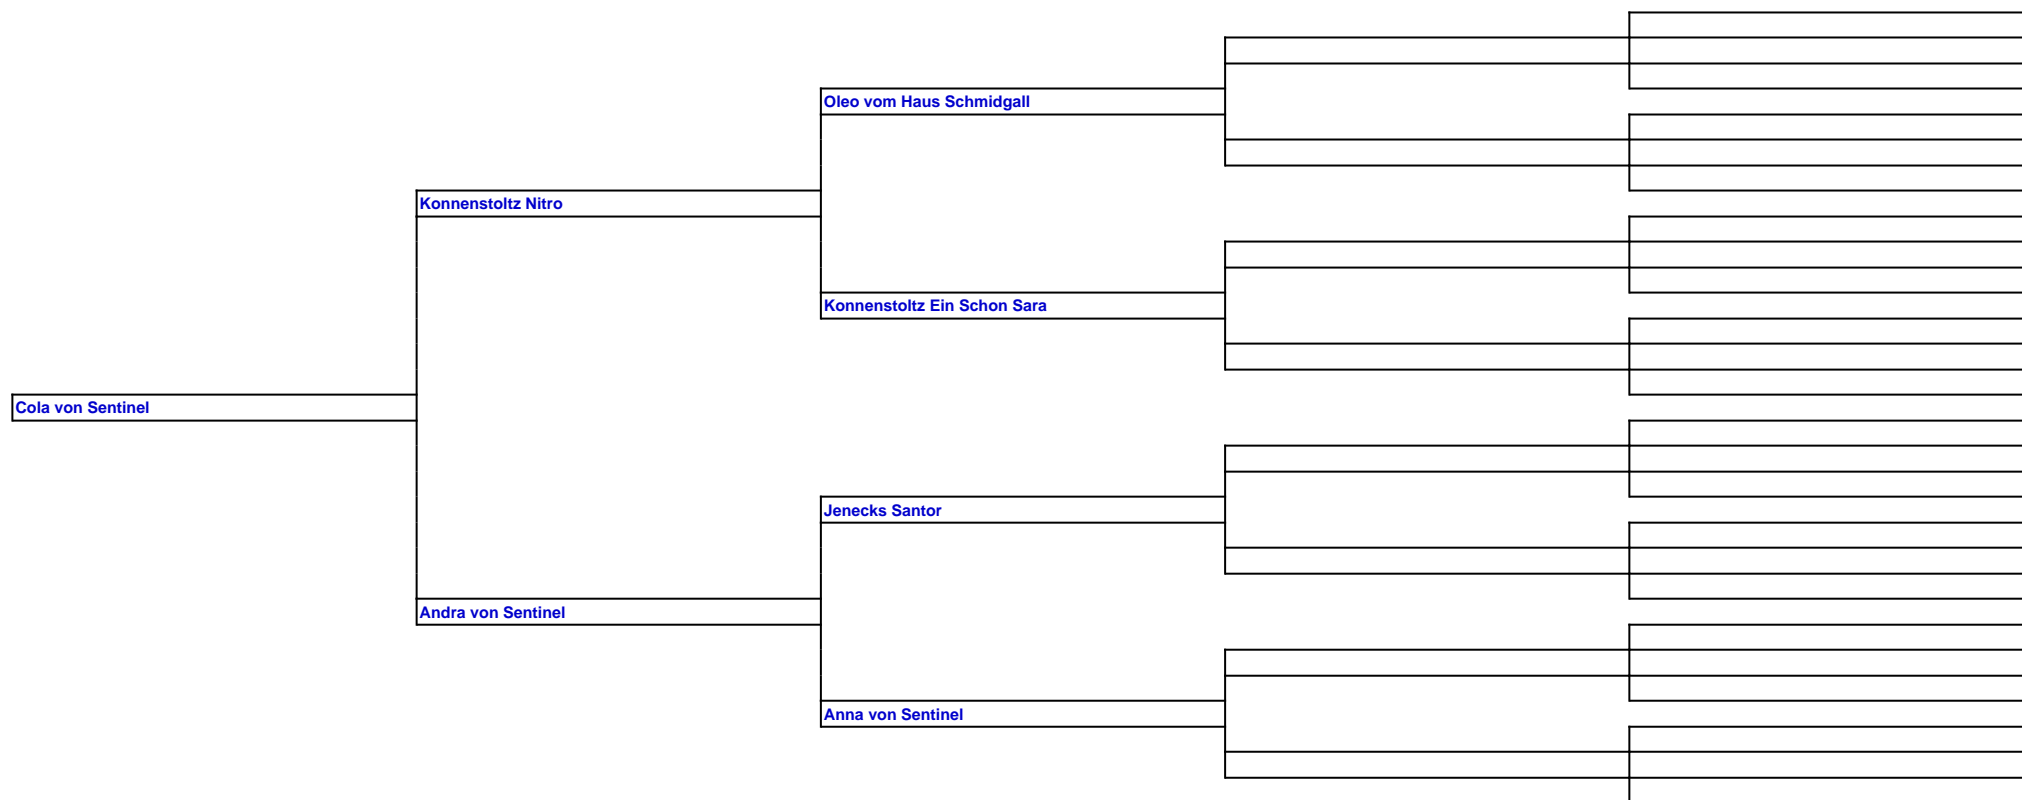 Oleo vom Haus Schmidgall
Konnenstoltz Nitro
Konnenstoltz Ein Schon Sara
Cola von Sentinel
Jenecks Santor
Andra von Sentinel
Anna von Sentinel